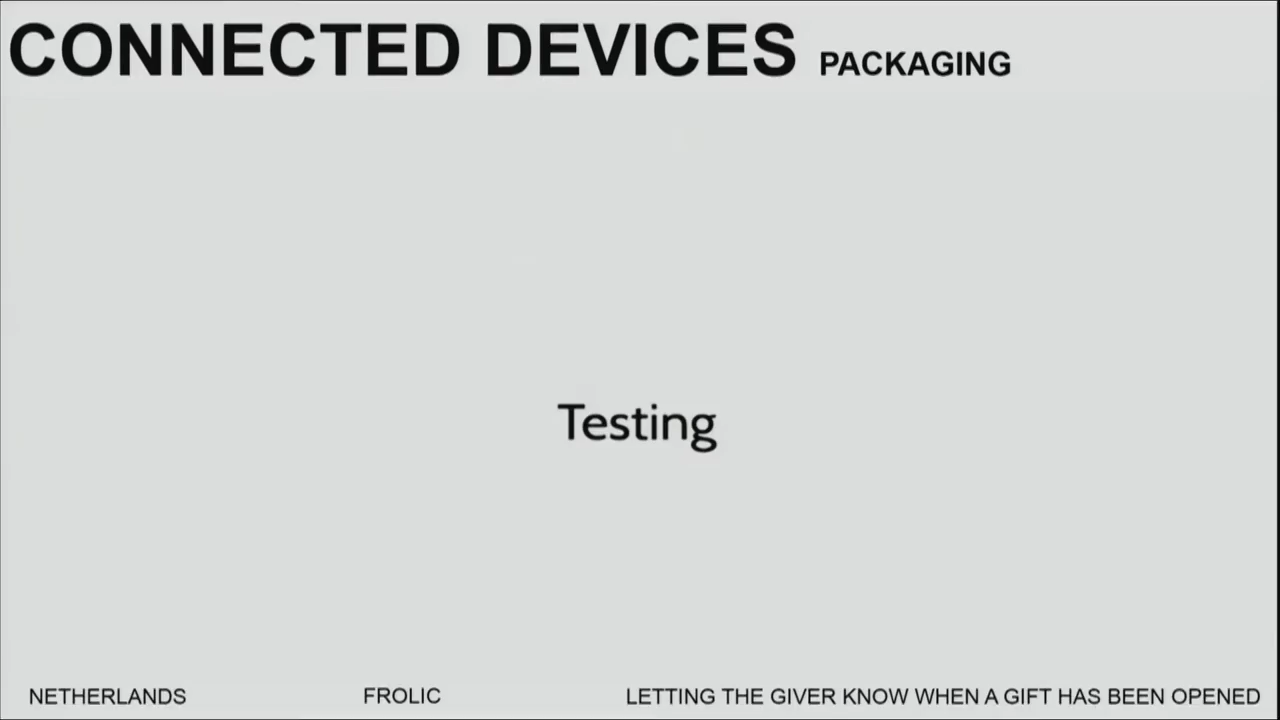 CONNECTED DEVICES PACKAGING
Testing
NETHERLANDS FROLIC LETTING THE GIVER KNOW WHEN A GIFT HAS BEEN OPENED